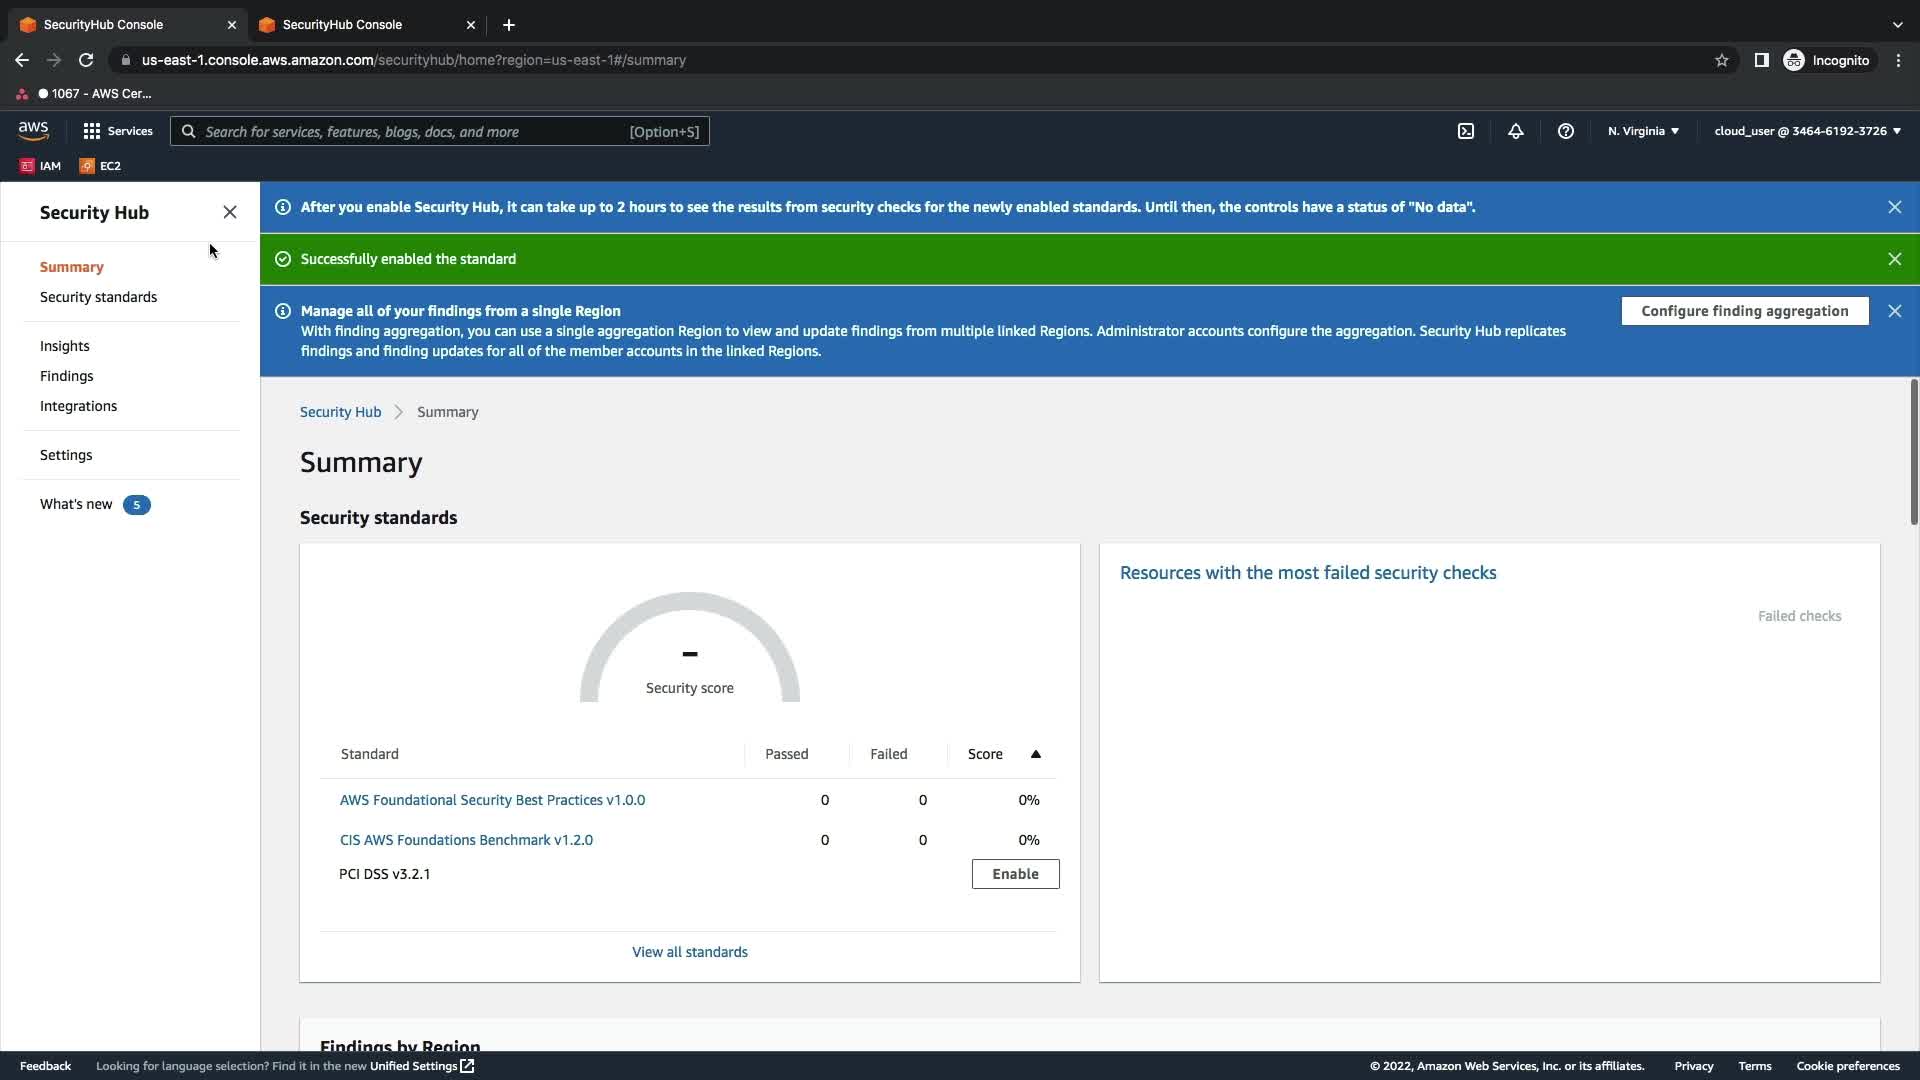 SecurityHub Console
SecurityHub Console
us-east-1.console.aws.amazon.com/securityhub/home?region=us-east-1#/summary
Incognito
1067 - AWS Cer...
aws
Services
Search for services, features, blogs, docs, and more
[Option+S]
N. Virginia
cloud_user @ 3464-6192-3726
IAM
EC2
Security Hub
Summary
Security standards
Insights
Findings
Integrations
Settings
What's new 5
After you enable Security Hub, it can take up to 2 hours to see the results from security checks for the newly enabled standards. Until then, the controls have a status of "No data".
Successfully enabled the standard
Manage all of your findings from a single Region
With finding aggregation, you can use a single aggregation Region to view and update findings from multiple linked Regions. Administrator accounts configure the aggregation. Security Hub replicates
findings and finding updates for all of the member accounts in the linked Regions.
Configure finding aggregation
Security Hub Summary
Summary
Security standards
–
Security score
Standard Passed Failed Score
AWS Foundational Security Best Practices v1.0.0 0 0 0%
CIS AWS Foundations Benchmark v1.2.0 0 0 0%
PCI DSS v3.2.1 Enable
View all standards
Resources with the most failed security checks
Failed checks
Findings by Region
Feedback
Looking for language selection? Find it in the new Unified Settings
© 2022, Amazon Web Services, Inc. or its affiliates.
Privacy
Terms
Cookie preferences